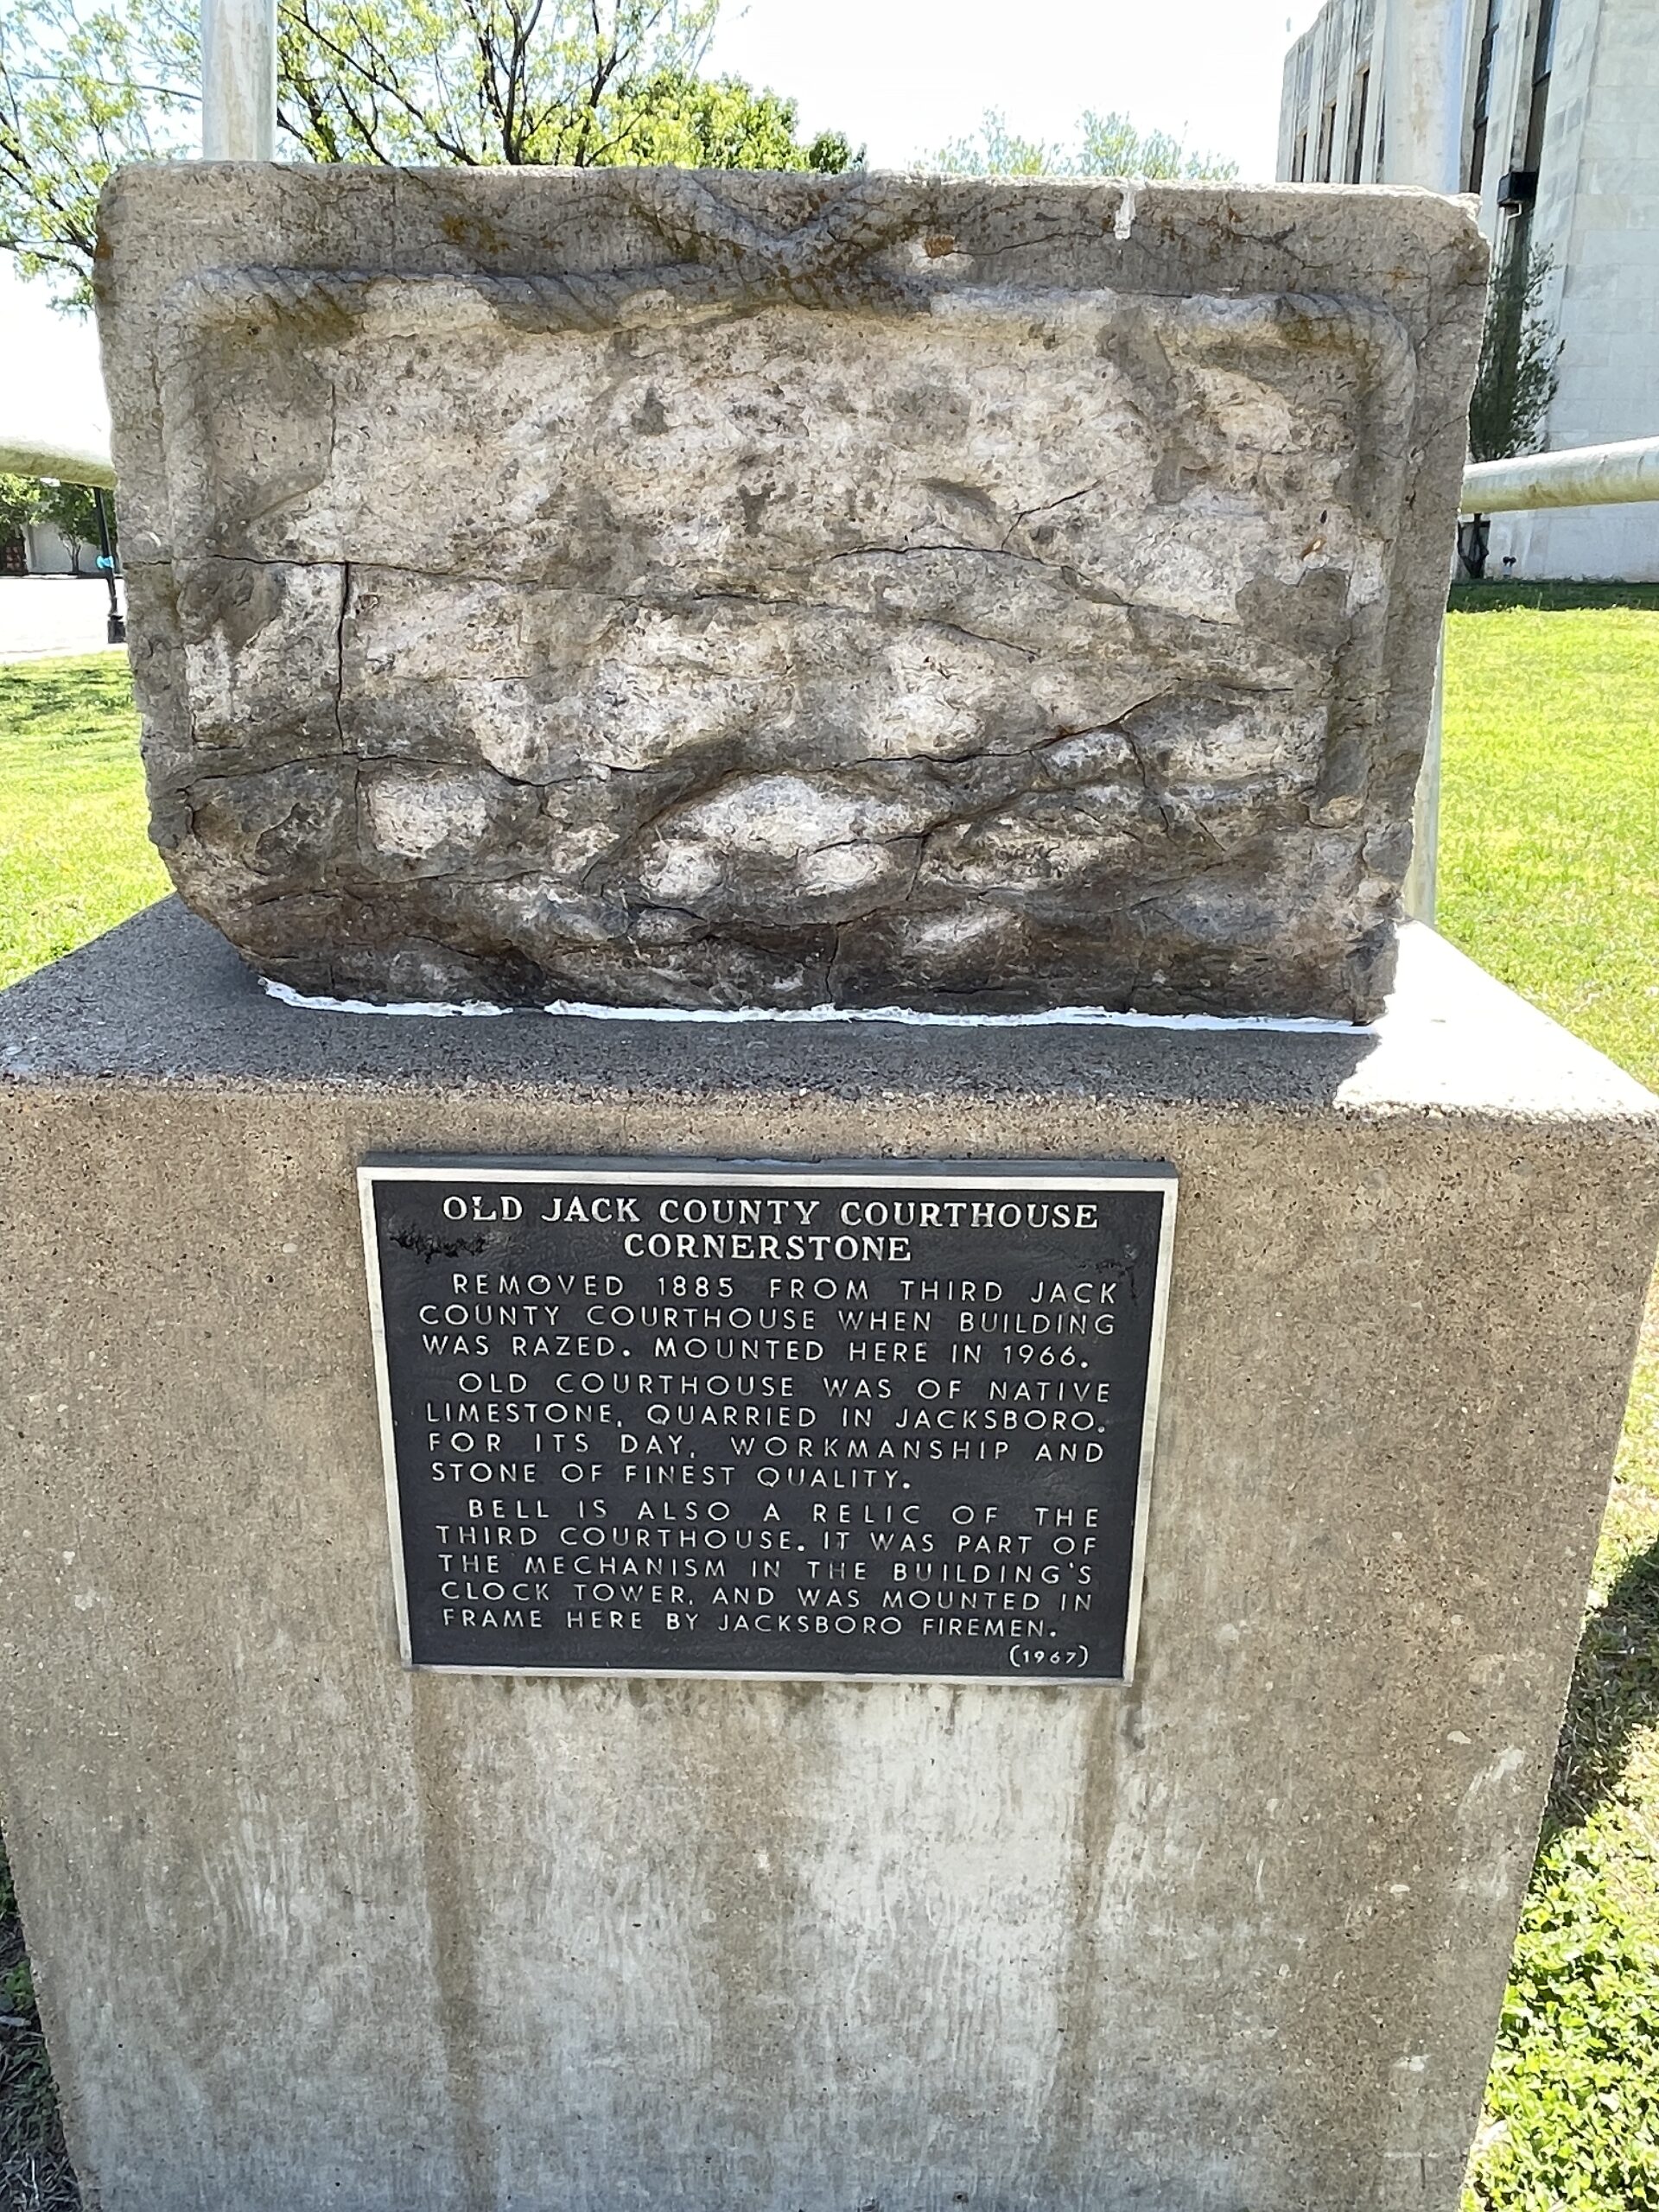 OLD JACK COUNTY COURTHOUSE
CORNERSTONE
REMOVED 1885 FROM THIRD JACK
COUNTY COURTHOUSE WHEN BUILDING
WAS RAZED. MOUNTED HERE IN 1966.
OLD COURTHOUSE WAS OF NATIVE
LIMESTONE, QUARRIED IN JACKSBORO.
FOR ITS DAY, WORKMANSHIP AND
STONE OF FINEST QUALITY.
BELL IS ALSO A RELIC OF THE
THIRD COURTHOUSE. IT WAS PART OF
THE MECHANISM IN THE BUILDING'S
CLOCK TOWER, AND WAS MOUNTED IN
FRAME HERE BY JACKSBORO FIREMEN.
(1967)